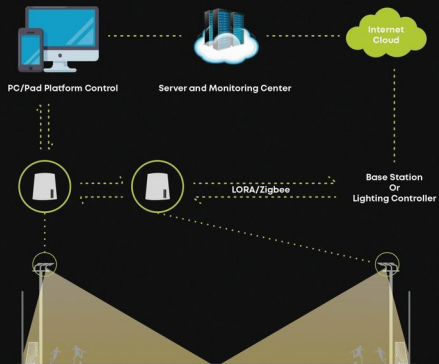 Internet
Cloud
PC/Pad Platform Control
Server and Monitoring Center
LORA/Zigbee
Base Station
Or
Lighting Controller